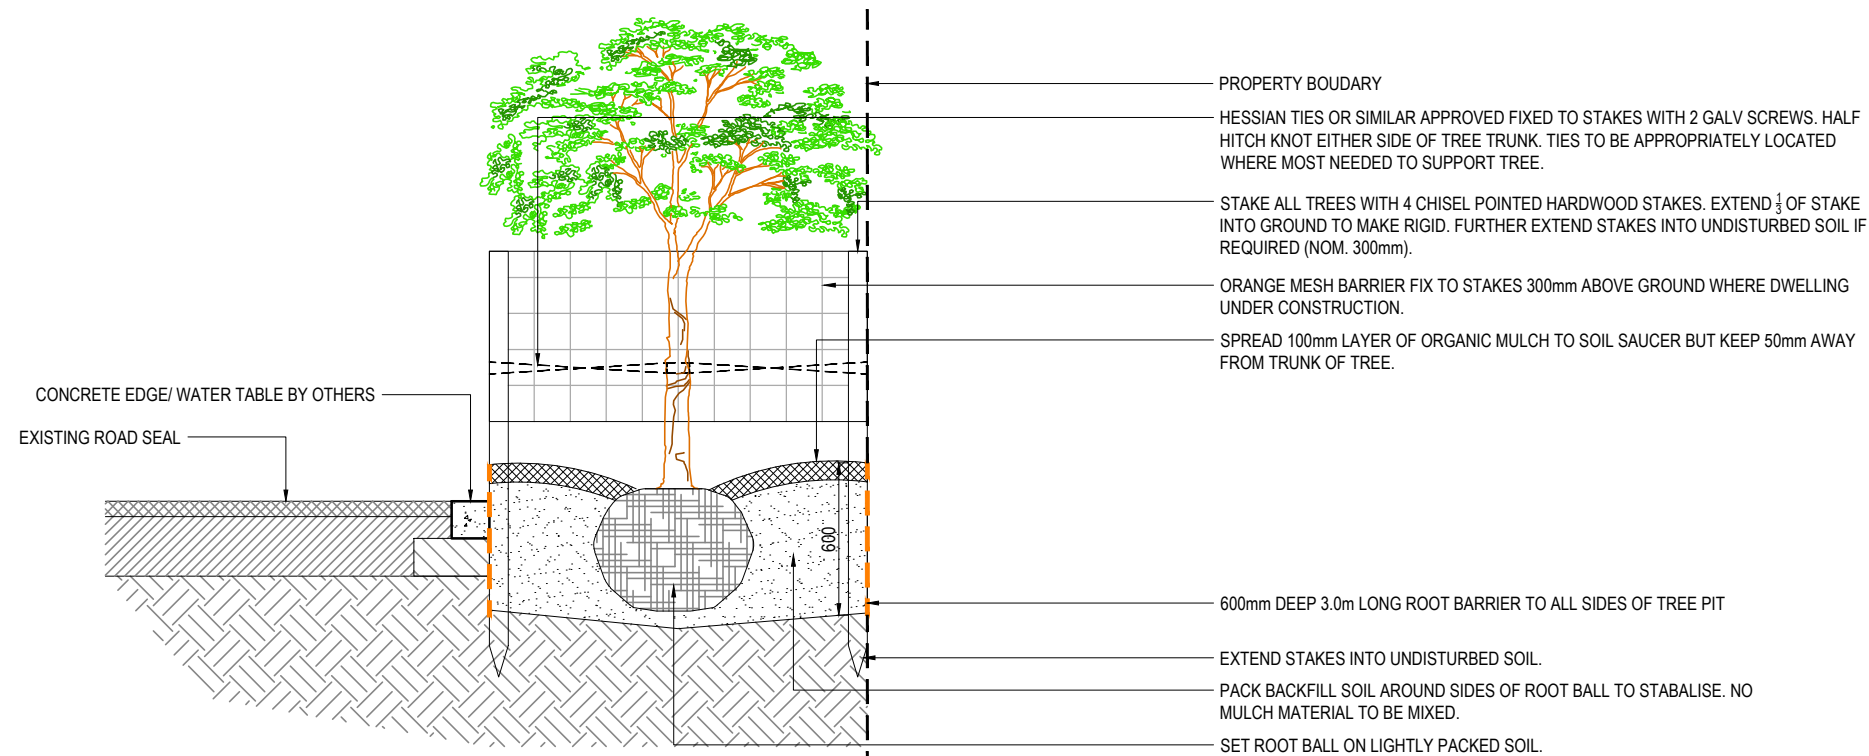 PROPERTY BOUDARY
HESSIAN TIES OR SIMILAR APPROVED FIXED TO STAKES WITH 2 GALV SCREWS. HALF
HITCH KNOT EITHER SIDE OF TREE TRUNK. TIES TO BE APPROPRIATELY LOCATED
WHERE MOST NEEDED TO SUPPORT TREE.
STAKE ALL TREES WITH 4 CHISEL POINTED HARDWOOD STAKES. EXTEND 1/3 OF STAKE
INTO GROUND TO MAKE RIGID. FURTHER EXTEND STAKES INTO UNDISTURBED SOIL IF
REQUIRED (NOM. 300mm).
ORANGE MESH BARRIER FIX TO STAKES 300mm ABOVE GROUND WHERE DWELLING
UNDER CONSTRUCTION.
SPREAD 100mm LAYER OF ORGANIC MULCH TO SOIL SAUCER BUT KEEP 50mm AWAY
FROM TRUNK OF TREE.
CONCRETE EDGE/ WATER TABLE BY OTHERS
EXISTING ROAD SEAL
600
600mm DEEP 3.0m LONG ROOT BARRIER TO ALL SIDES OF TREE PIT
EXTEND STAKES INTO UNDISTURBED SOIL.
PACK BACKFILL SOIL AROUND SIDES OF ROOT BALL TO STABALISE. NO
MULCH MATERIAL TO BE MIXED.
SET ROOT BALL ON LIGHTLY PACKED SOIL.